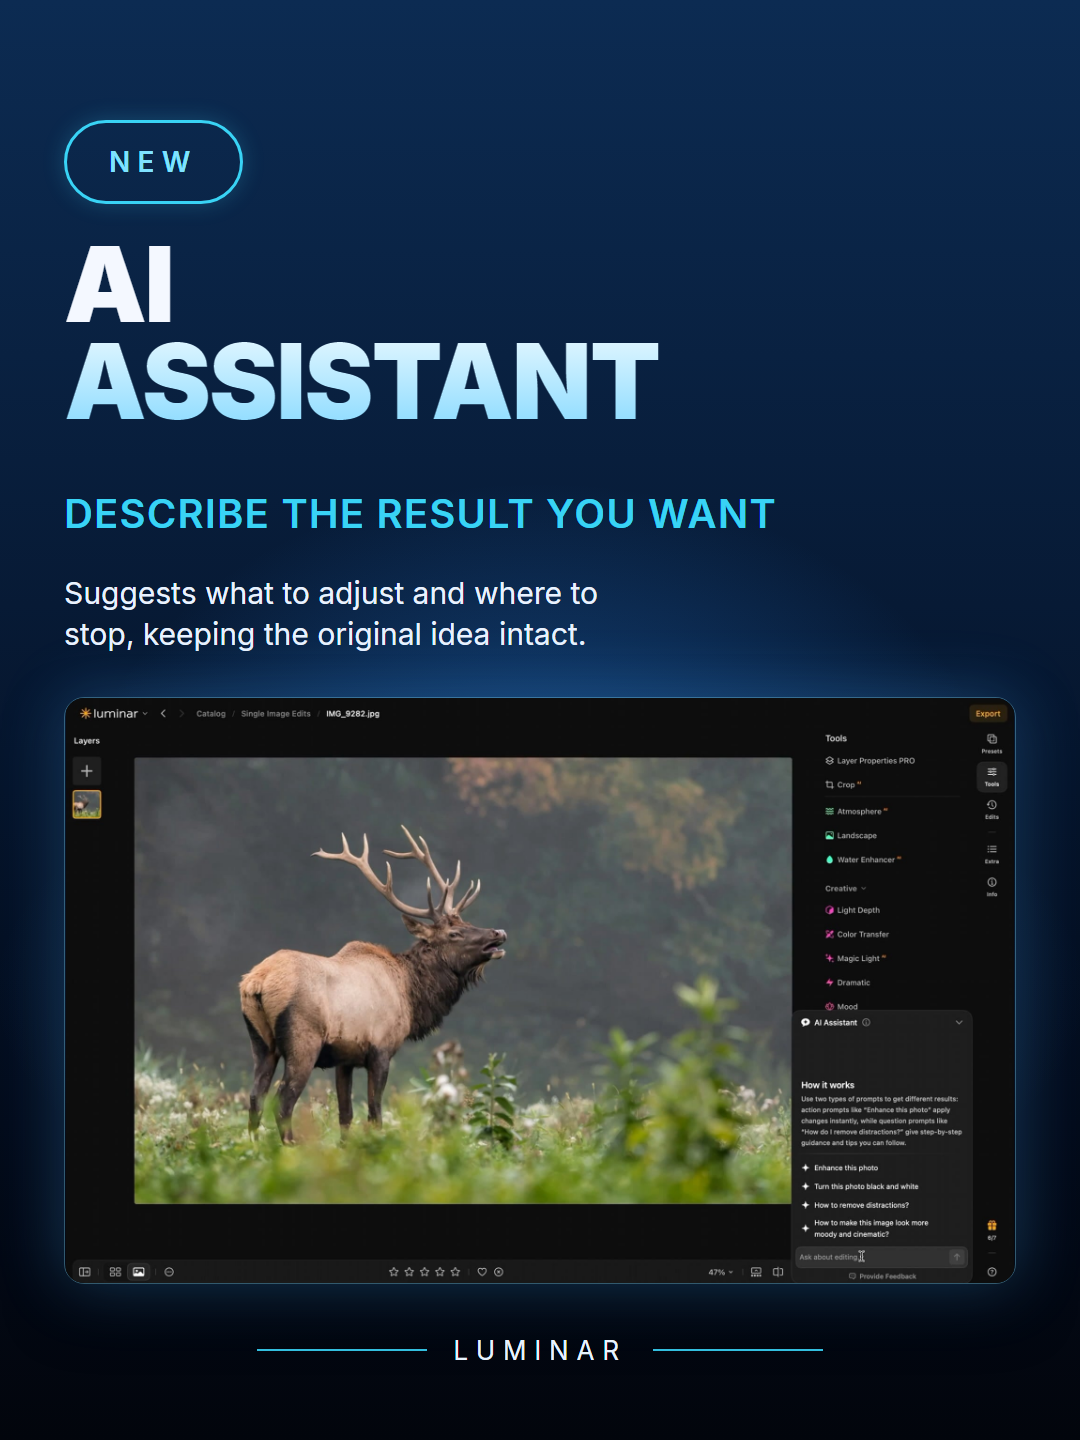 NEW
AI
ASSISTANT
DESCRIBE THE RESULT YOU WANT
Suggests what to adjust and where to
stop, keeping the original idea intact.
luminar
Catalog / Single Image Edits / IMG_9282.jpg
Export
Layers
Tools
Layer Properties PRO
Crop
Atmosphere
Landscape
Water Enhancer
Creative
Light Depth
Color Transfer
Magic Light
Dramatic
Mood
Presets
Tools
Edits
Extra
Info
AI Assistant
How it works
Use two types of prompts to get different results:
action prompts like "Enhance this photo" apply
changes instantly, while question prompts like
"How do I remove distractions?" give step-by-step
guidance and tips you can follow.
Enhance this photo
Turn this photo black and white
How to remove distractions?
How to make this image look more
moody and cinematic?
Ask about editing
Provide Feedback
47%
LUMINAR